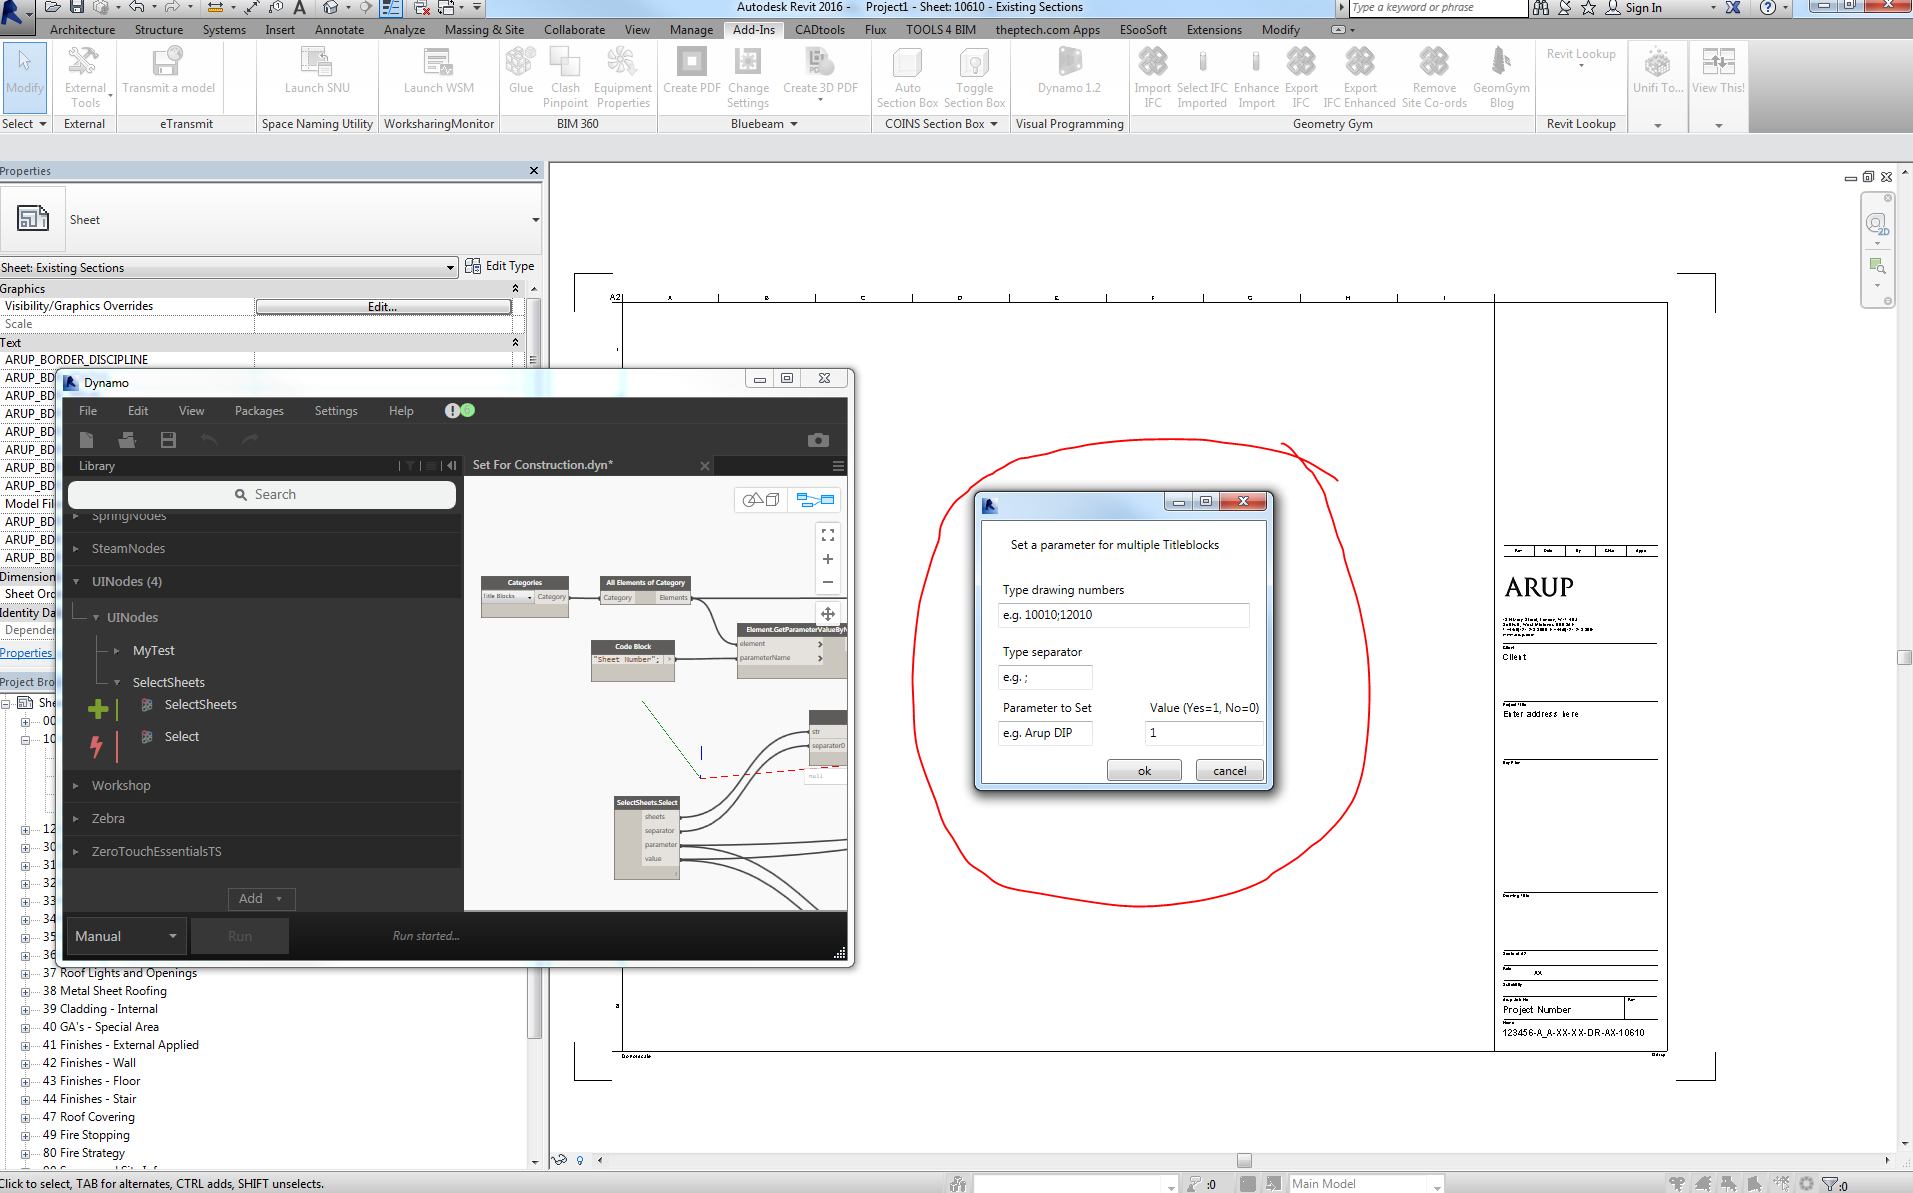 Autodesk Revit 2016 - Project1 - Sheet: 10610 - Existing Sections
Type a keyword or phrase
Sign In
Architecture Structure Systems Insert Annotate Analyze Massing & Site Collaborate View Manage Add-Ins CADtools Flux TOOLS 4 BIM theptech.com Apps ESooSoft Extensions Modify
Modify
External Tools
Transmit a model
Launch SNU
Launch WSM
Glue
Clash Pinpoint
Equipment Properties
Create PDF
Change Settings
Create 3D PDF
Auto Section Box
Toggle Section Box
Dynamo 1.2
Import IFC
Select IFC Imported
Enhance Import
Export IFC
Export IFC Enhanced
Remove Site Co-ords
GeomGym Blog
Revit Lookup
Unifi To...
View This!
Select External eTransmit Space Naming Utility WorksharingMonitor BIM 360 Bluebeam COINS Section Box Visual Programming Geometry Gym Revit Lookup
Properties
Sheet
Sheet: Existing Sections
Edit Type
Graphics
Visibility/Graphics Overrides Edit...
Scale
Text
ARUP_BORDER_DISCIPLINE
ARUP_BD
ARUP_BD
ARUP_BD
ARUP_BD
ARUP_BD
ARUP_BD
ARUP_BD
Model Fil
ARUP_BD
ARUP_BD
ARUP_BD
Dimension
Sheet Ord
Identity Da
Depender
Properties
Project Bro
She
00
10
12
30
31
32
33
34
35
36
37 Roof Lights and Openings
38 Metal Sheet Roofing
39 Cladding - Internal
40 GA's - Special Area
41 Finishes - External Applied
42 Finishes - Wall
43 Finishes - Floor
44 Finishes - Stair
47 Roof Covering
49 Fire Stopping
80 Fire Strategy
Dynamo
File Edit View Packages Settings Help
Library
Set For Construction.dyn*
Search
SpringNodes
SteamNodes
UINodes (4)
UINodes
MyTest
SelectSheets
SelectSheets
Select
Workshop
Zebra
ZeroTouchEssentialsTS
Add
Manual
Run
Run started...
Categories
Title Blocks Category
All Elements of Category
Category Elements
Code Block
"Sheet Number"; >
Element.GetParameterValueByN
element
parameterName
str
separater0
null
SelectSheets.Select
sheets
separator
parameter
value
Set a parameter for multiple Titleblocks
Type drawing numbers
e.g. 10010;12010
Type separator
e.g. ;
Parameter to Set Value (Yes=1, No=0)
e.g. Arup DIP 1
ok cancel
2D
A2 A B C D E F G H I
Rev Date By Chkd Appd
ARUP
Client
Client
Enter address here
Project Number
123456-A_A-XX-XX-DR-AX-10610
Do not scale
Click to select, TAB for alternates, CTRL adds, SHIFT unselects.
:0
Main Model
:0